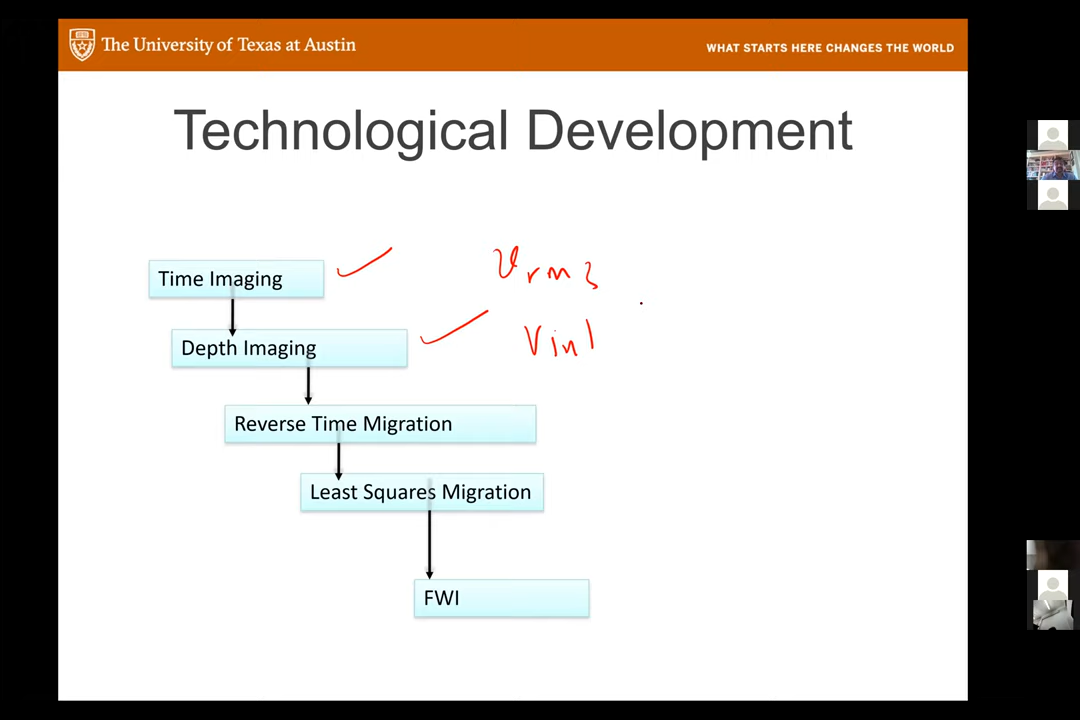 The University of Texas at Austin
WHAT STARTS HERE CHANGES THE WORLD
Technological Development
Time Imaging
Vrms
Depth Imaging
Vint
Reverse Time Migration
Least Squares Migration
FWI